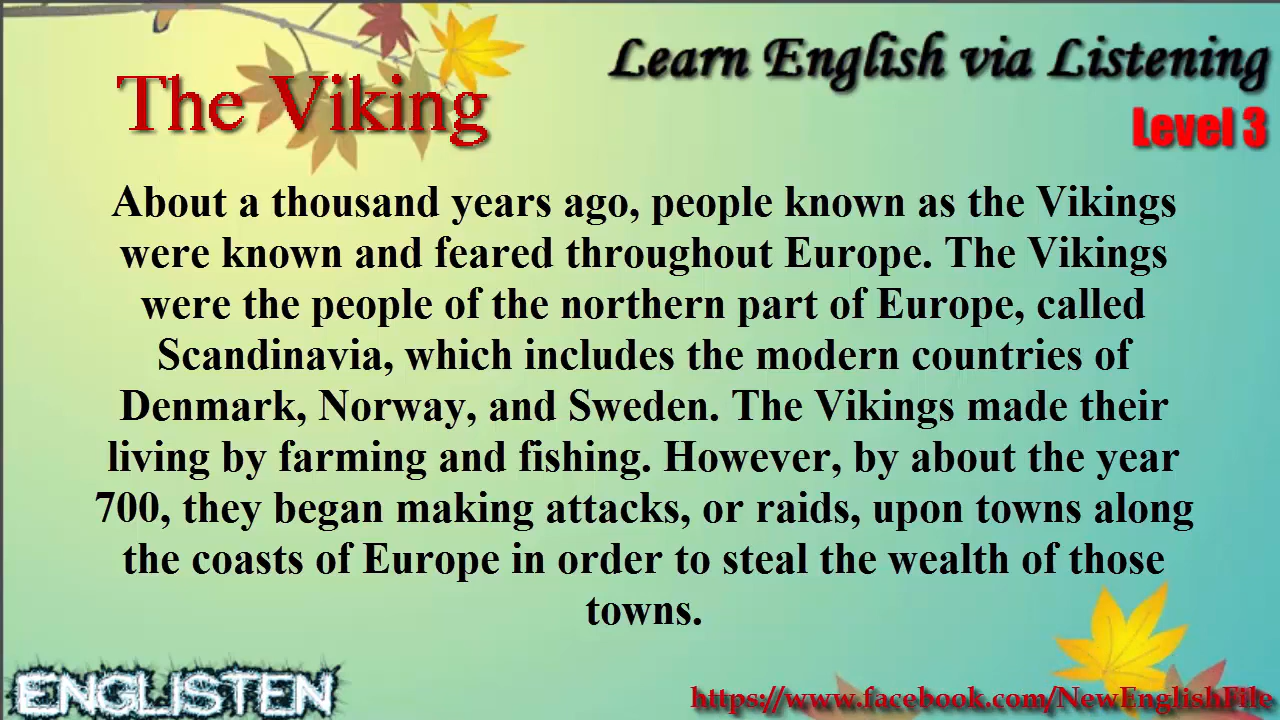 Learn English via Listening
Level 3
The Viking
About a thousand years ago, people known as the Vikings
were known and feared throughout Europe. The Vikings
were the people of the northern part of Europe, called
Scandinavia, which includes the modern countries of
Denmark, Norway, and Sweden. The Vikings made their
living by farming and fishing. However, by about the year
700, they began making attacks, or raids, upon towns along
the coasts of Europe in order to steal the wealth of those
towns.
ENGLISTEN
https://www.facebook.com/NewEnglishFile